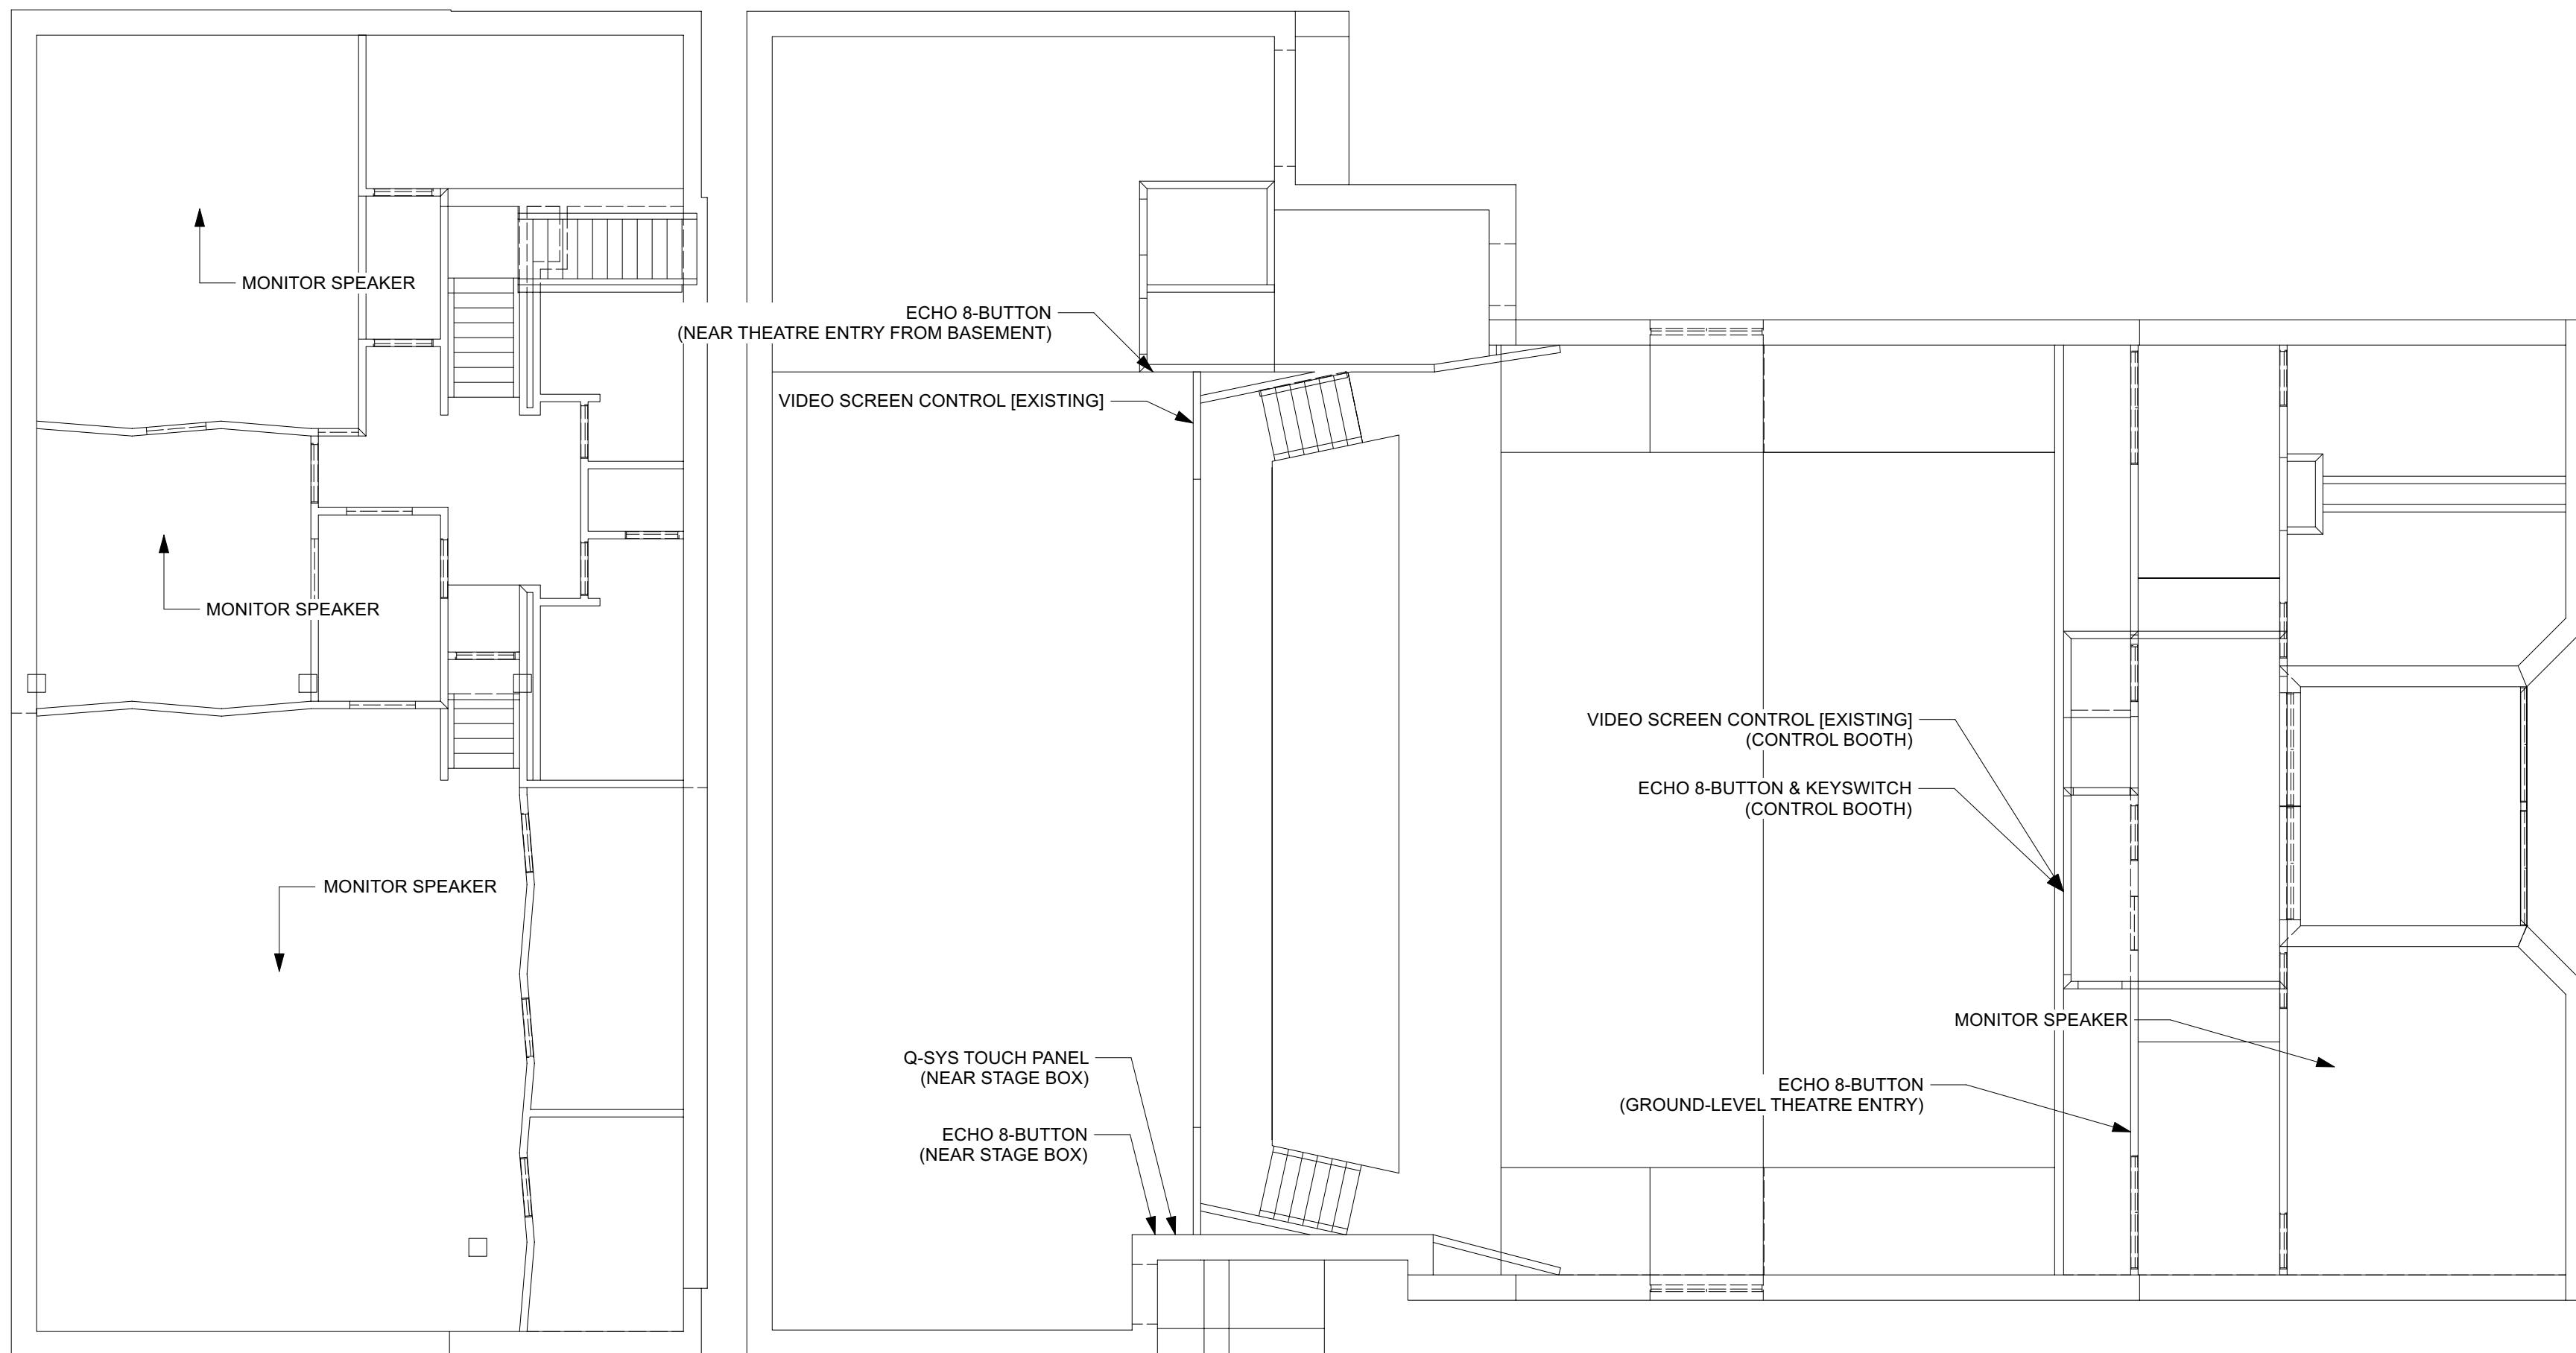 MONITOR SPEAKER
MONITOR SPEAKER
MONITOR SPEAKER
ECHO 8-BUTTON
(NEAR THEATRE ENTRY FROM BASEMENT)
VIDEO SCREEN CONTROL [EXISTING]
Q-SYS TOUCH PANEL
(NEAR STAGE BOX)
ECHO 8-BUTTON
(NEAR STAGE BOX)
VIDEO SCREEN CONTROL [EXISTING]
(CONTROL BOOTH)
ECHO 8-BUTTON & KEYSWITCH
(CONTROL BOOTH)
MONITOR SPEAKER
ECHO 8-BUTTON
(GROUND-LEVEL THEATRE ENTRY)